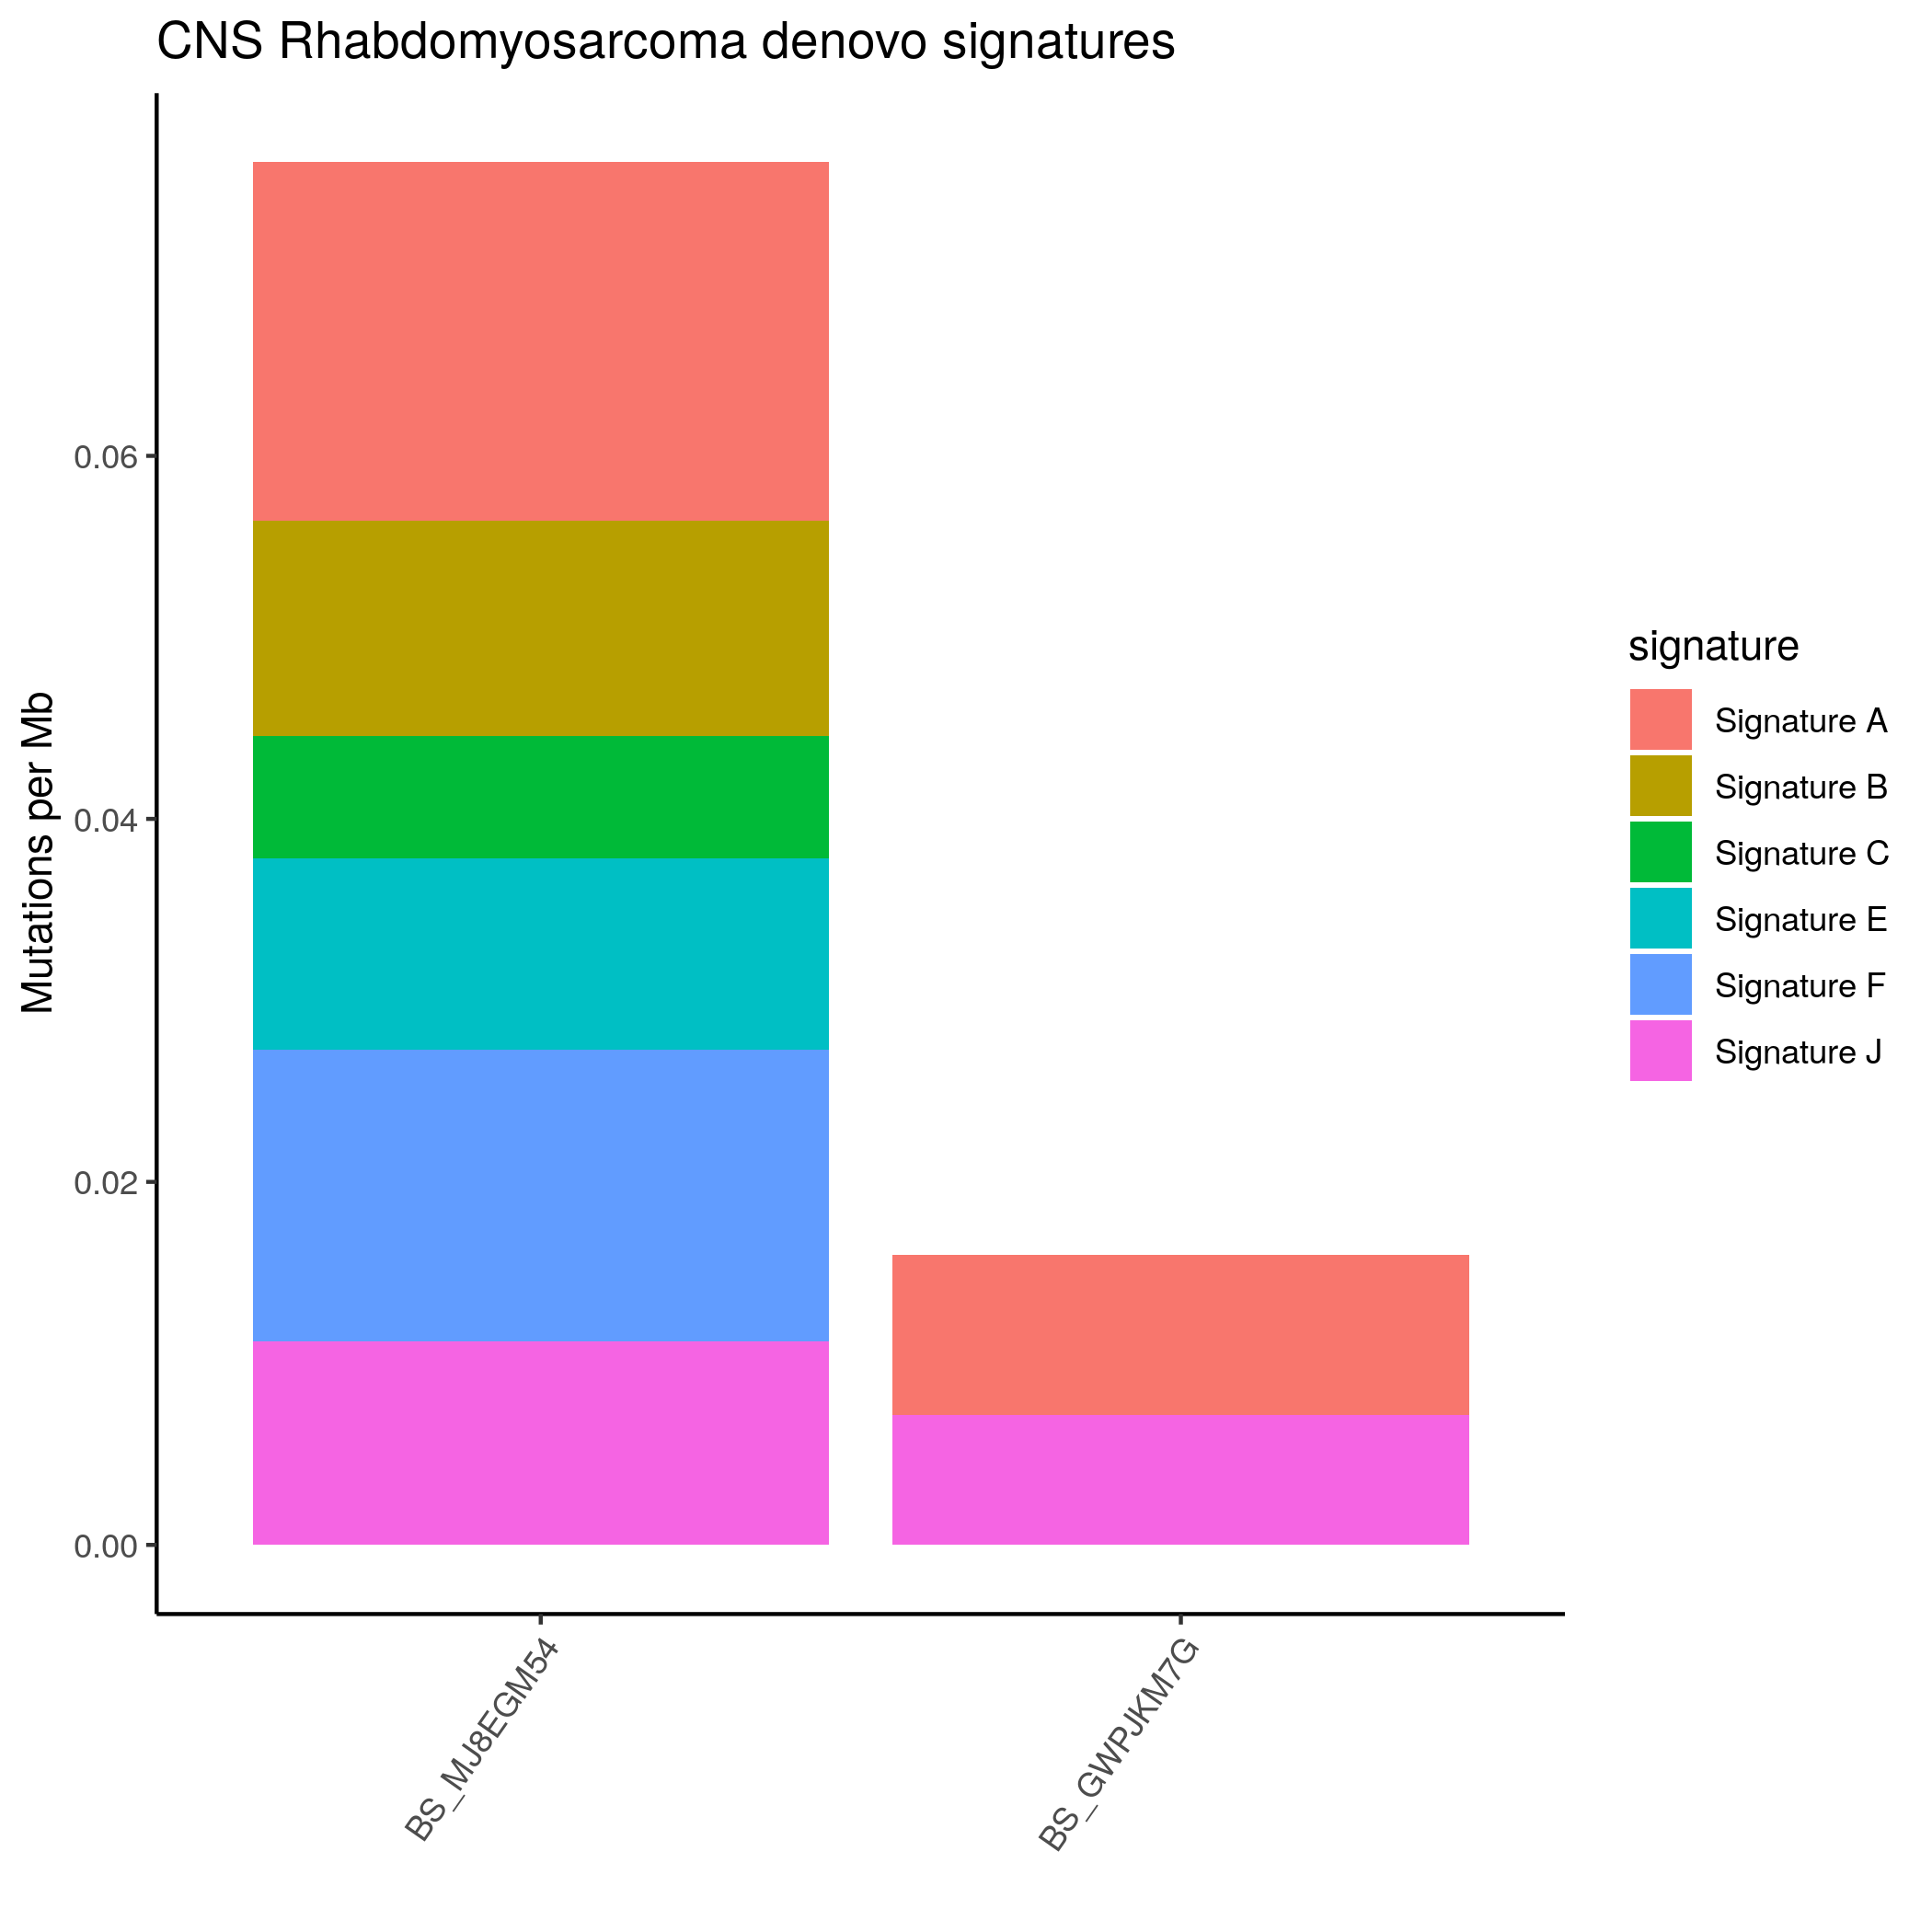 CNS Rhabdomyosarcoma denovo signatures
Mutations per Mb
0.06
0.04
0.02
0.00
BS_MJ8EGM54
BS_GWPJKM7G
signature
Signature A
Signature B
Signature C
Signature E
Signature F
Signature J